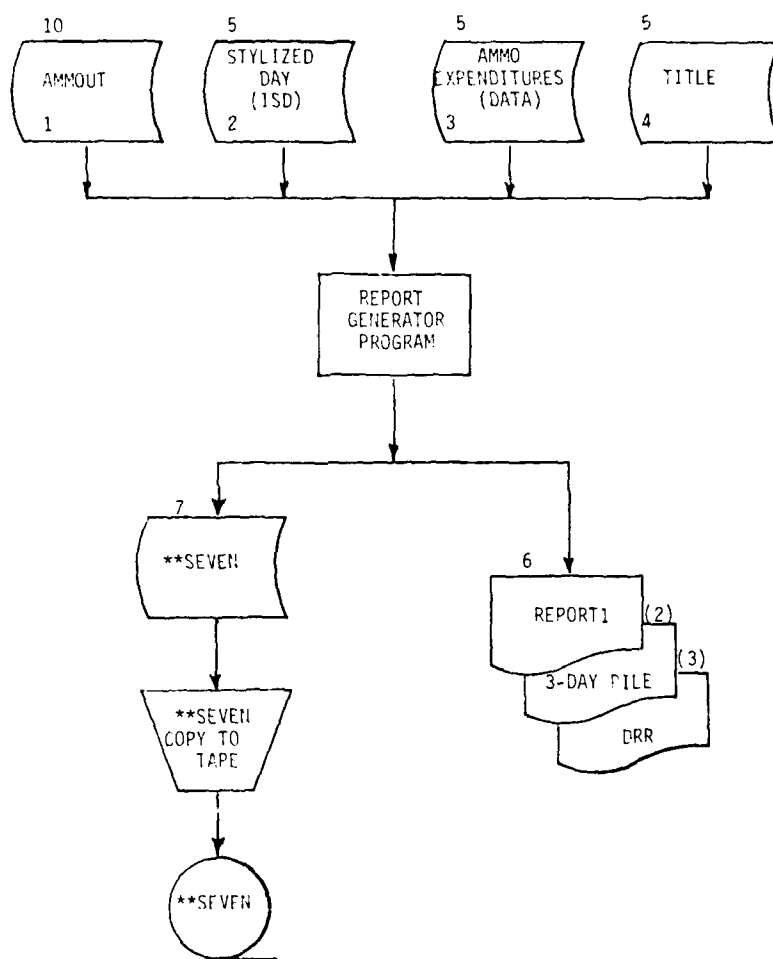 10
AMMOUT
1
5
STYLIZED
DAY
(ISD)
2
5
AMMO
EXPENDITURES
(DATA)
3
5
TITLE
4
REPORT
GENERATOR
PROGRAM
7
**SEVEN
6
REPORT1
(2)
3-DAY PILE
(3)
DRR
**SEVEN
COPY TO
TAPE
**SEVEN